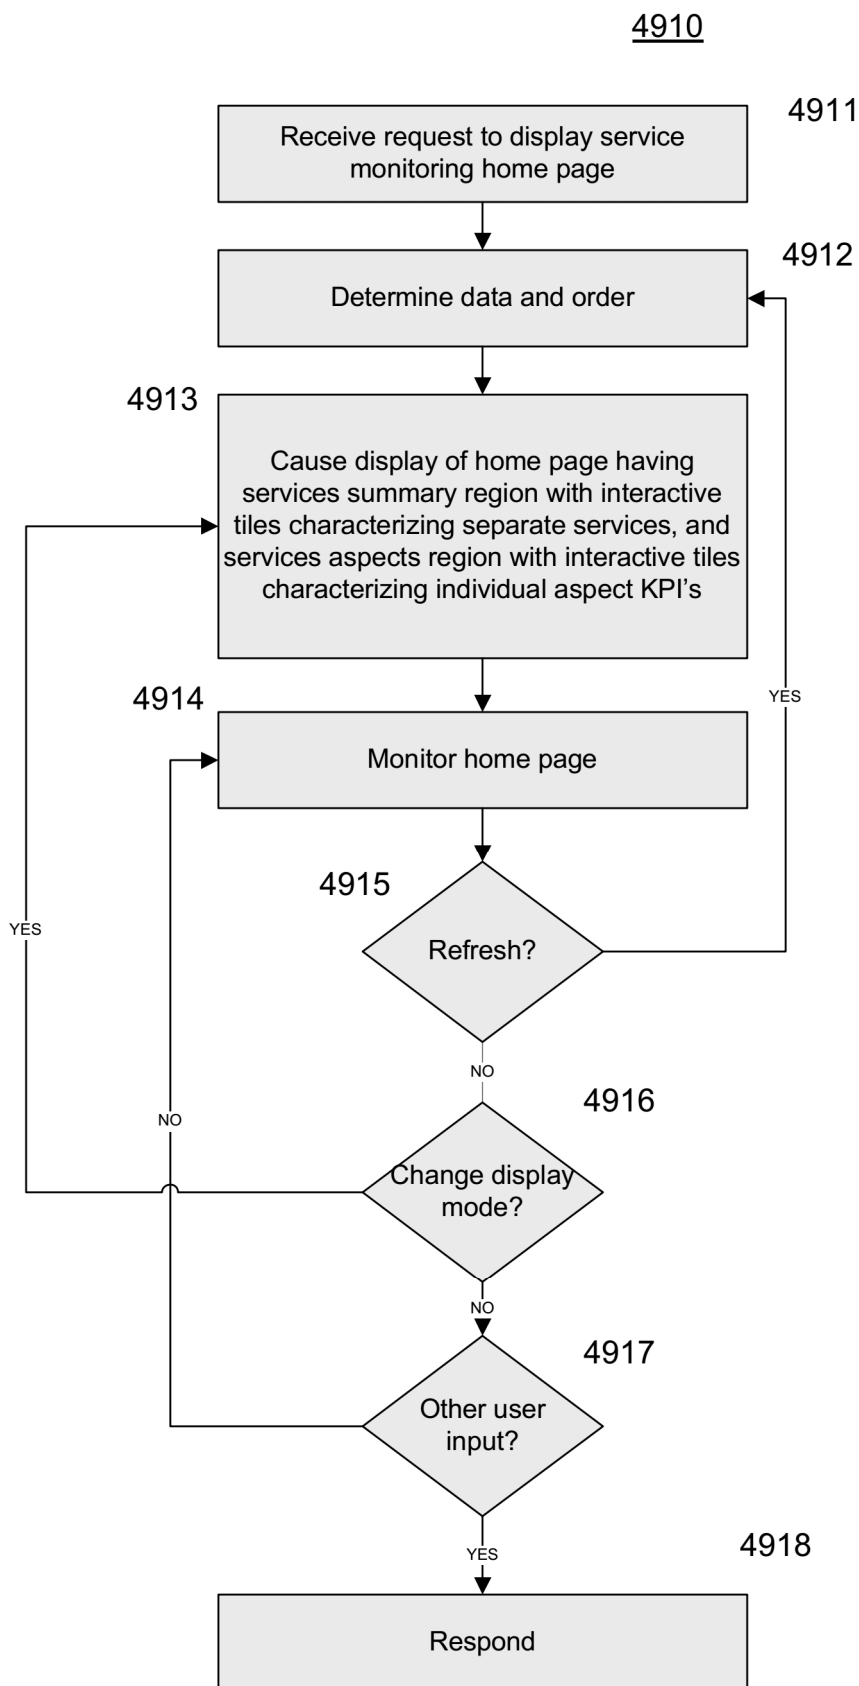 4910
4911
Receive request to display service
monitoring home page
4912
Determine data and order
4913
Cause display of home page having
services summary region with interactive
tiles characterizing separate services, and
services aspects region with interactive tiles
characterizing individual aspect KPI's
4914
YES
Monitor home page
4915
YES
Refresh?
NO
4916
NO
Change display
mode?
NO
4917
Other user
input?
4918
YES
Respond